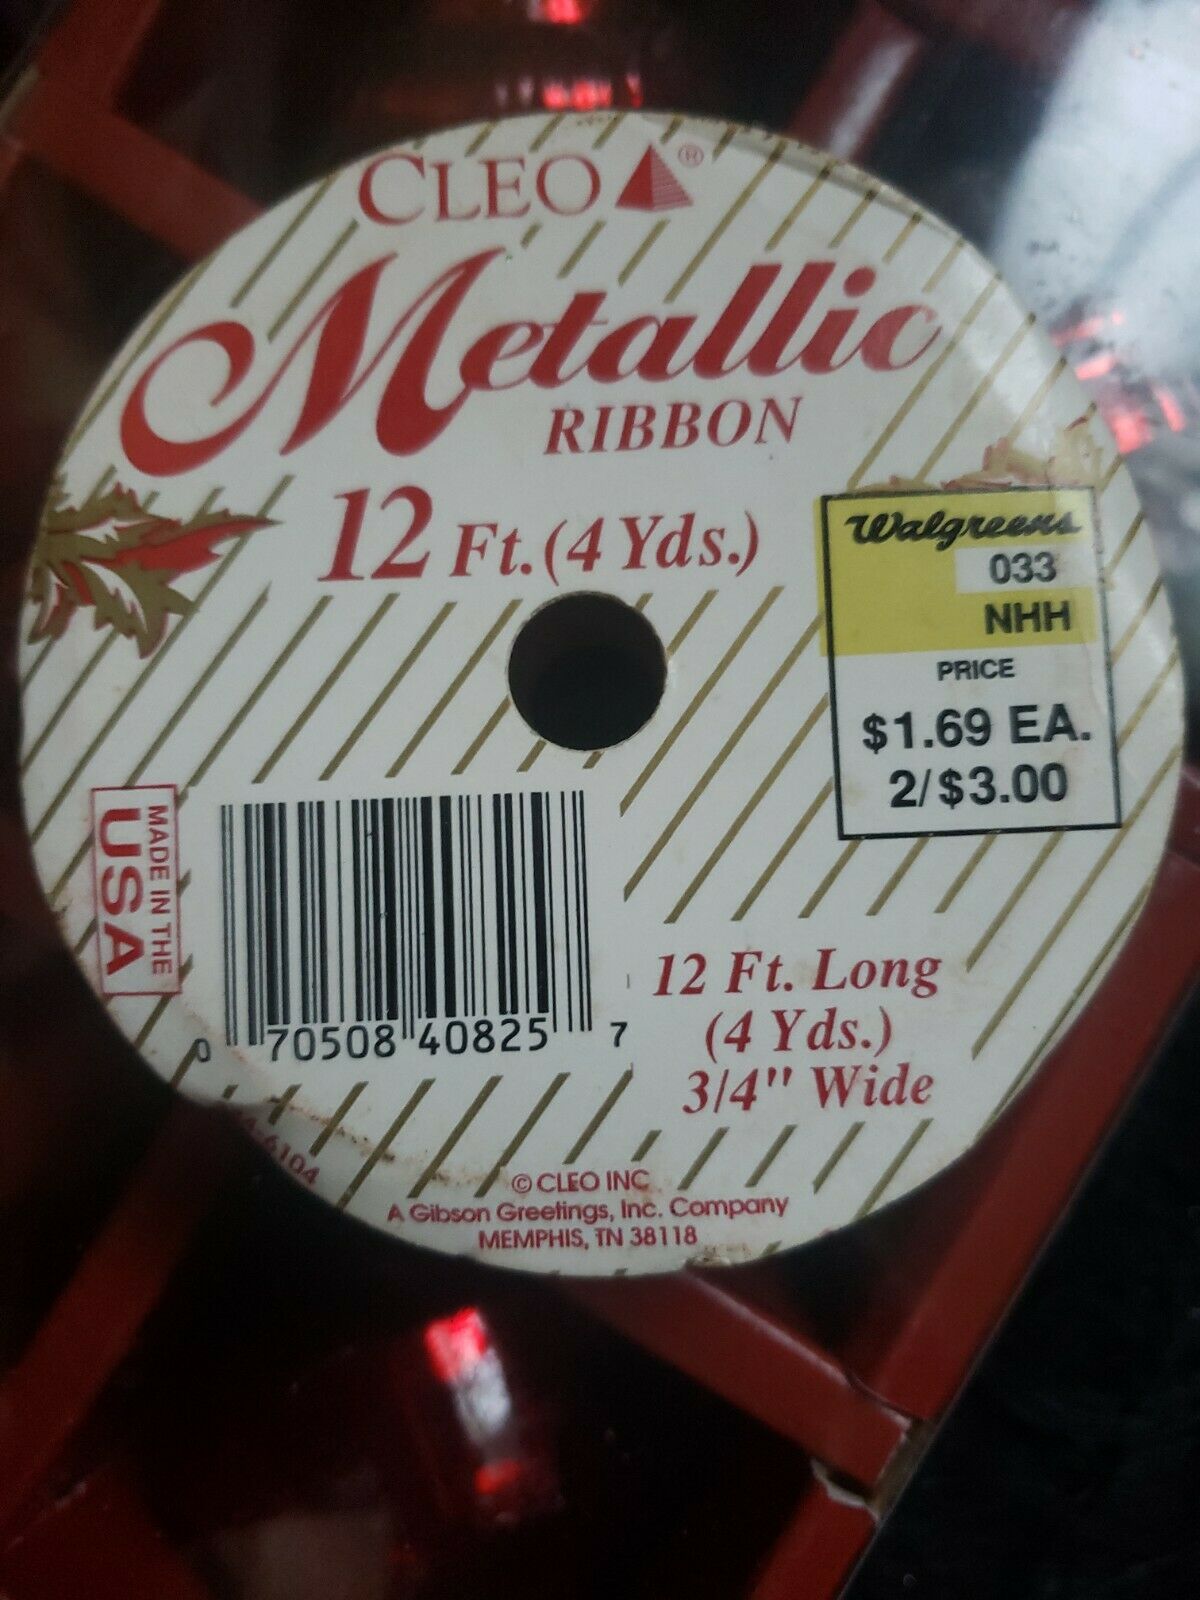 CLEO ®
Metallic
RIBBON
12 Ft. (4 Yds.)
Walgreens
033
NHH
PRICE
$1.69 EA.
2/$3.00
MADE IN THE
USA
0 70508 40825 7
12 Ft. Long
(4 Yds.)
3/4" Wide
4-6104
© CLEO INC
A Gibson Greetings, Inc. Company
MEMPHIS, TN 38118